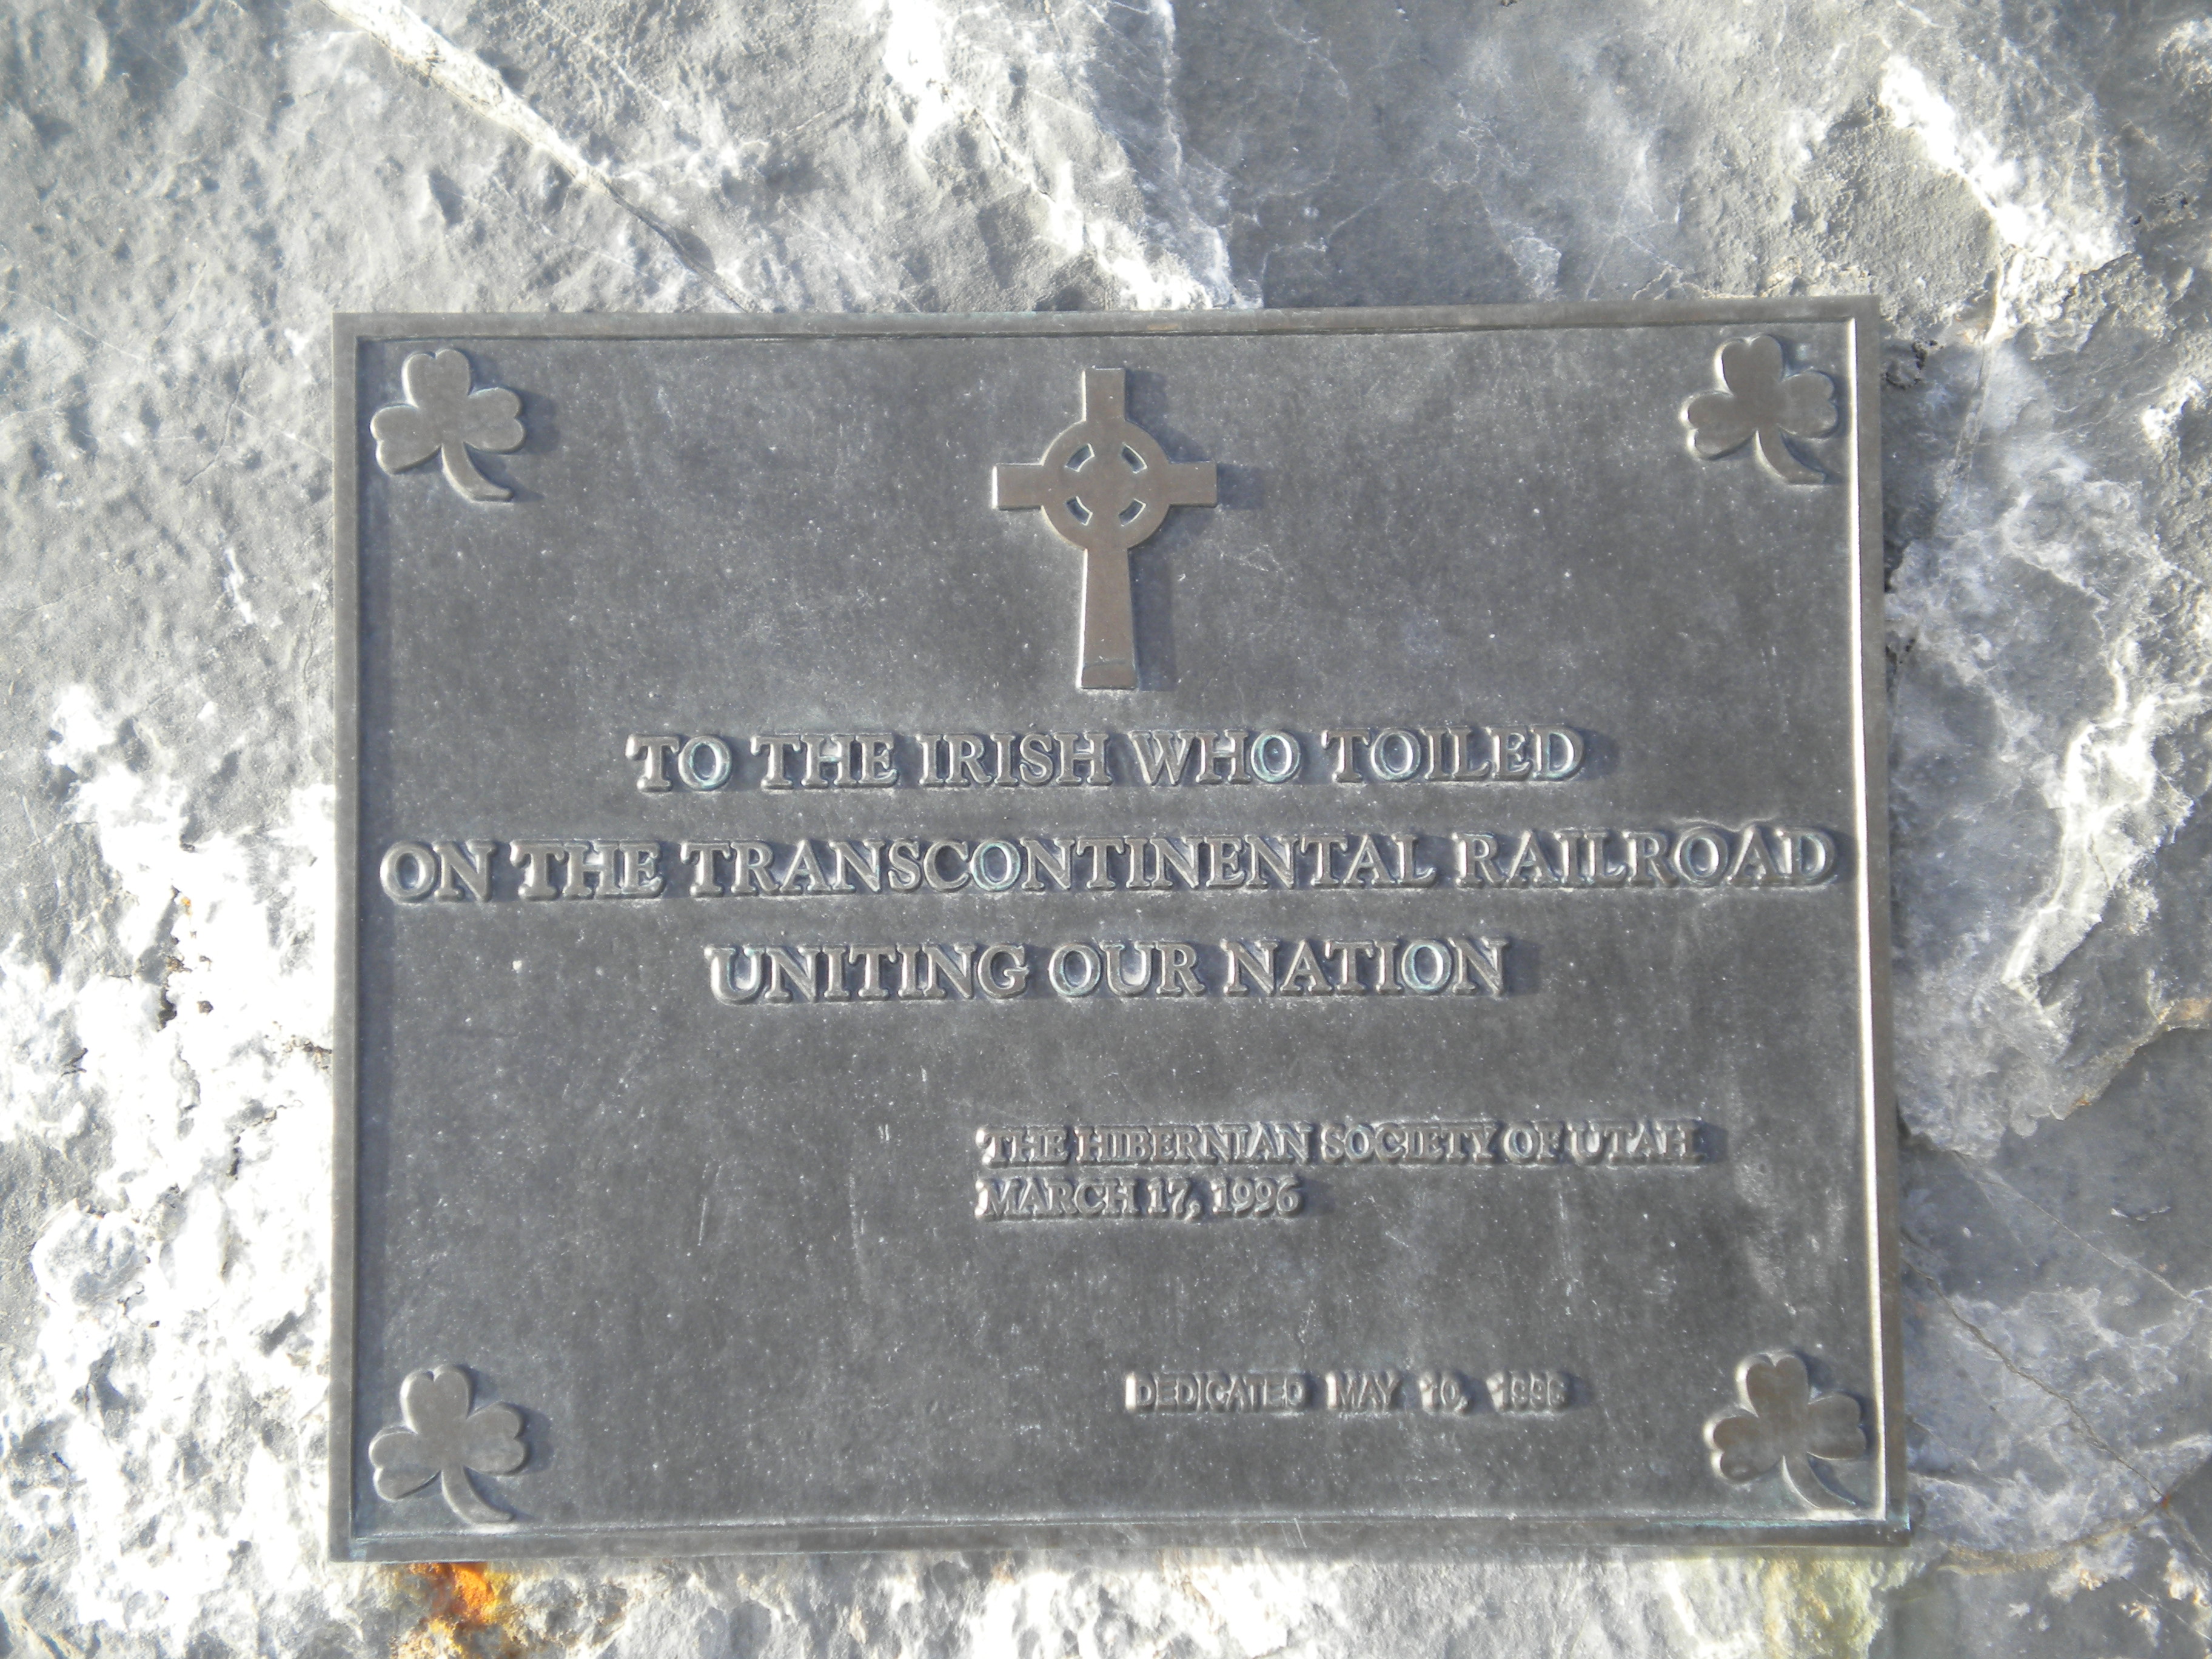 TO THE IRISH WHO TOILED
ON THE TRANSCONTINENTAL RAILROAD
UNITING OUR NATION
THE HIBERNIAN SOCIETY OF UTAH
MARCH 17, 1996
DEDICATED MAY 10,